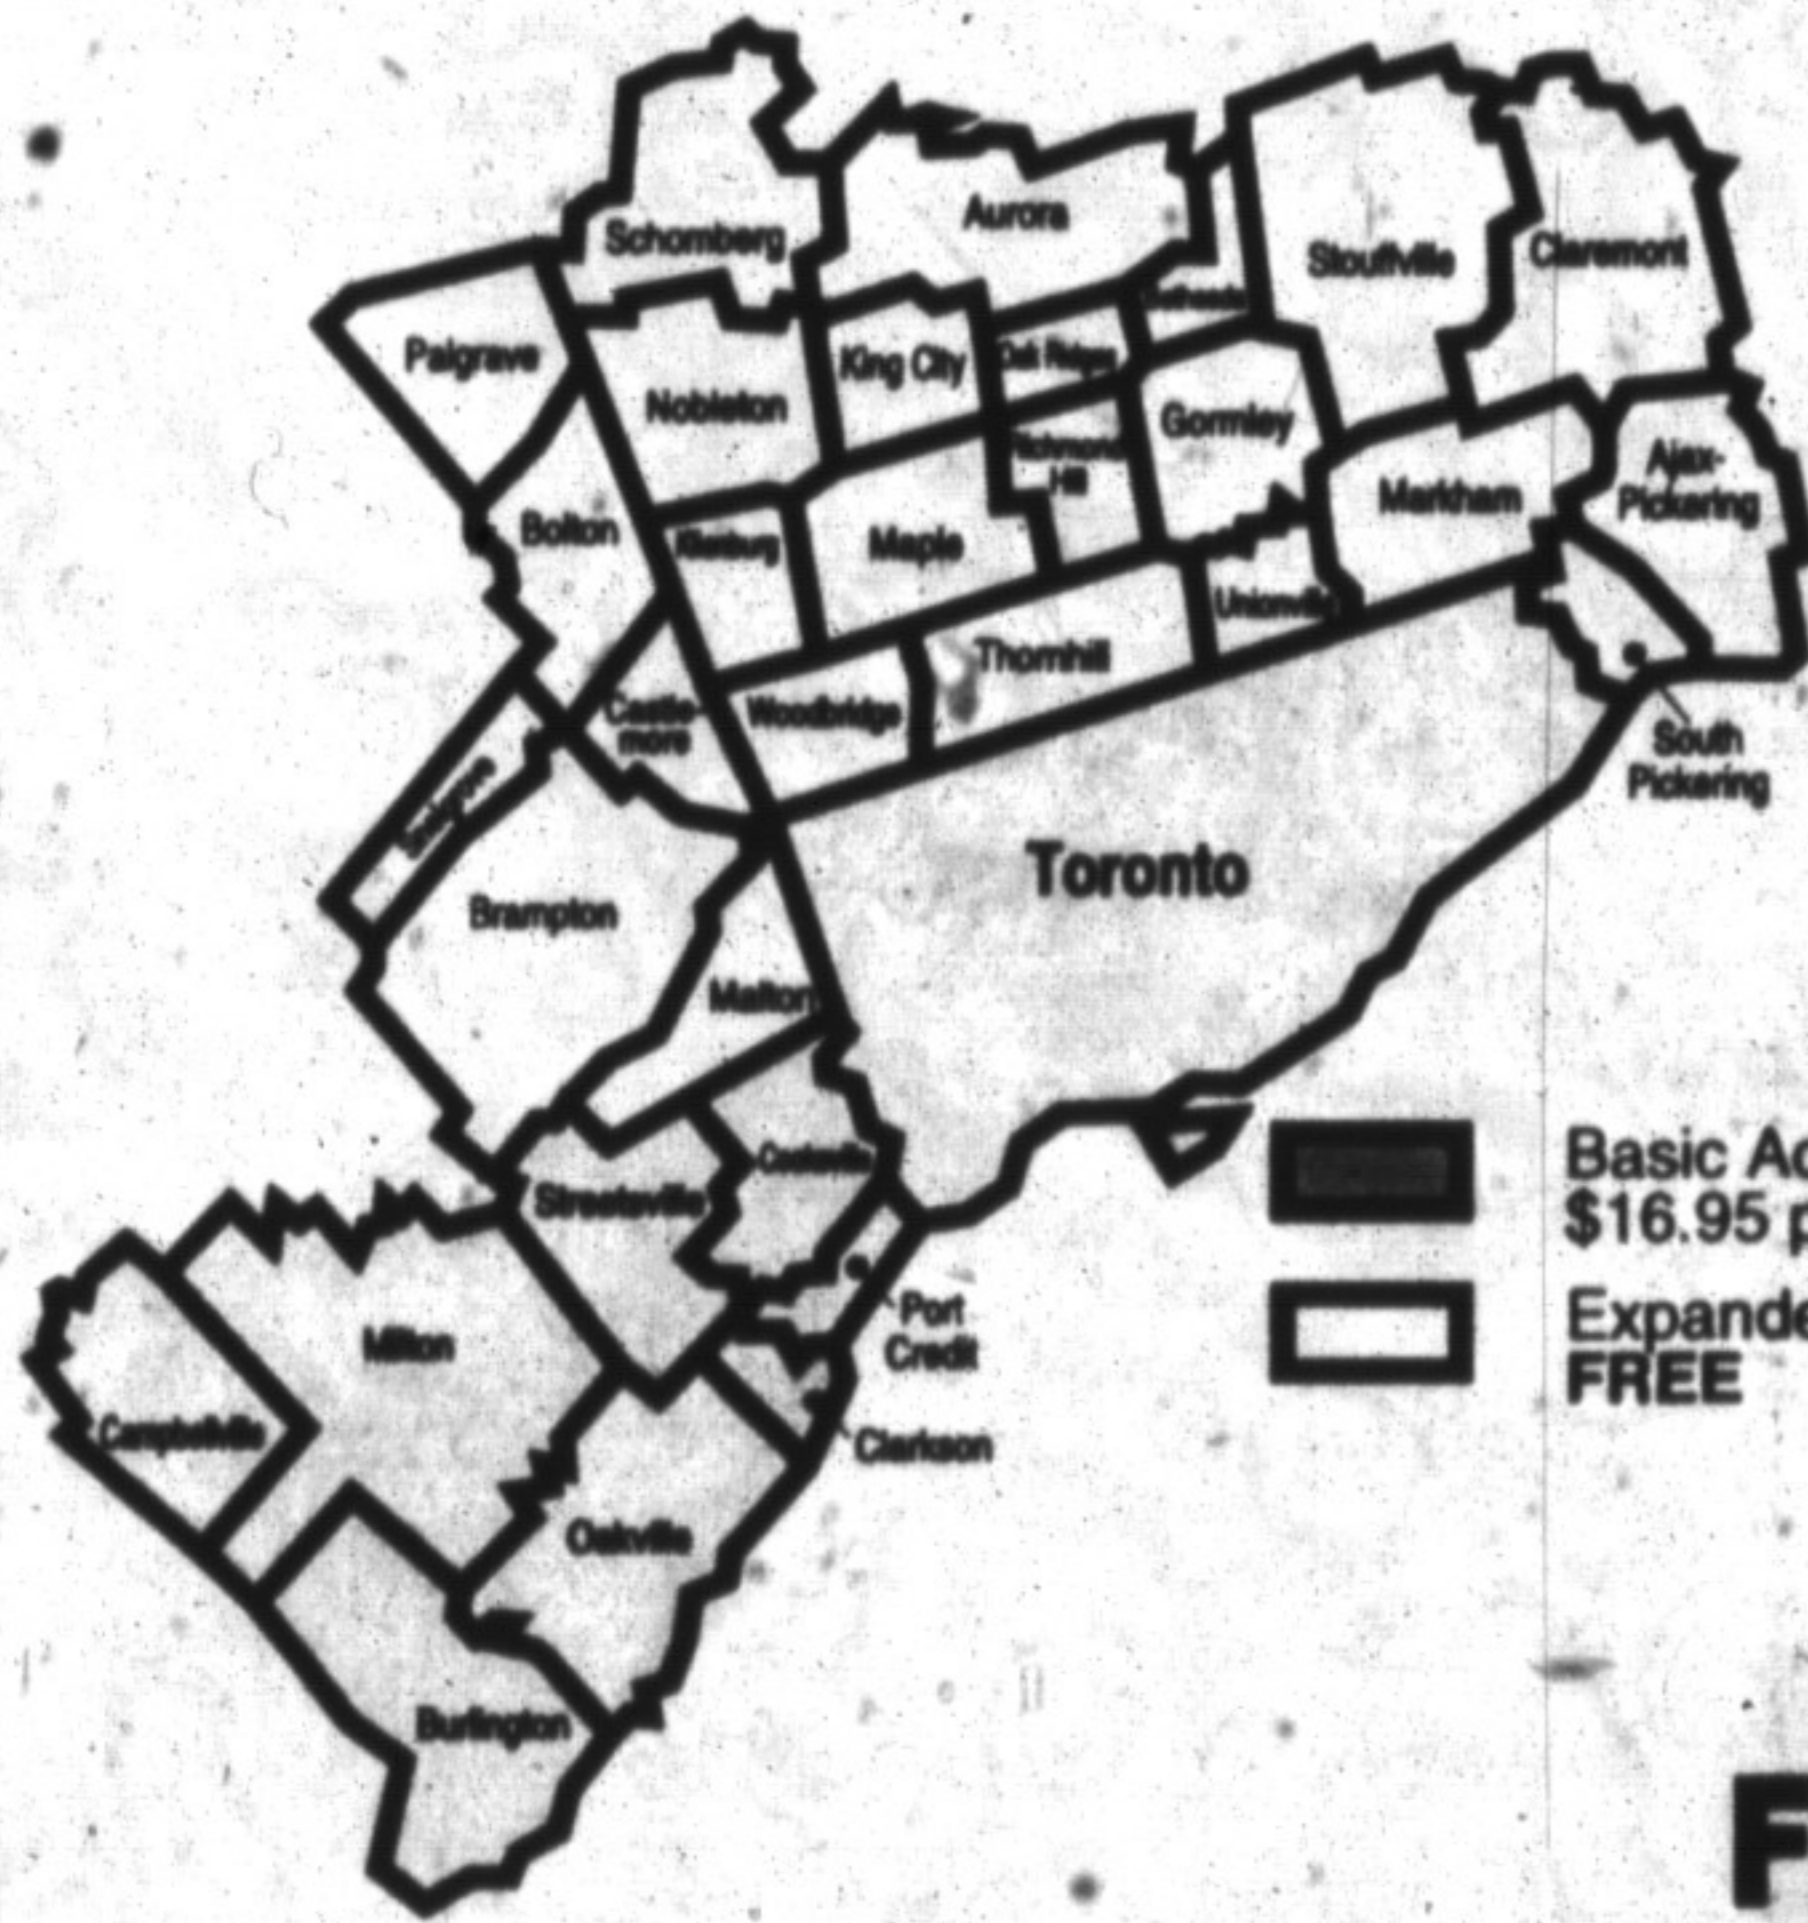 Aurora
Schomberg
Stouffville
Claremont
Bethesda
Palgrave
King City
Oak Ridges
Nobleton
Gormley
Richmond
Hill
Ajax-
Pickering
Markham
Bolton
Kleinburg
Maple
Unionville
Thornhill
Castle-
more
Woodbridge
South
Pickering
Snelgrove
Toronto
Brampton
Malton
Cooksville
Streetsville
Basic
$16.95
Port
Credit
Milton
FREE
Campbellville
Clarkson
Oakville
Burlington